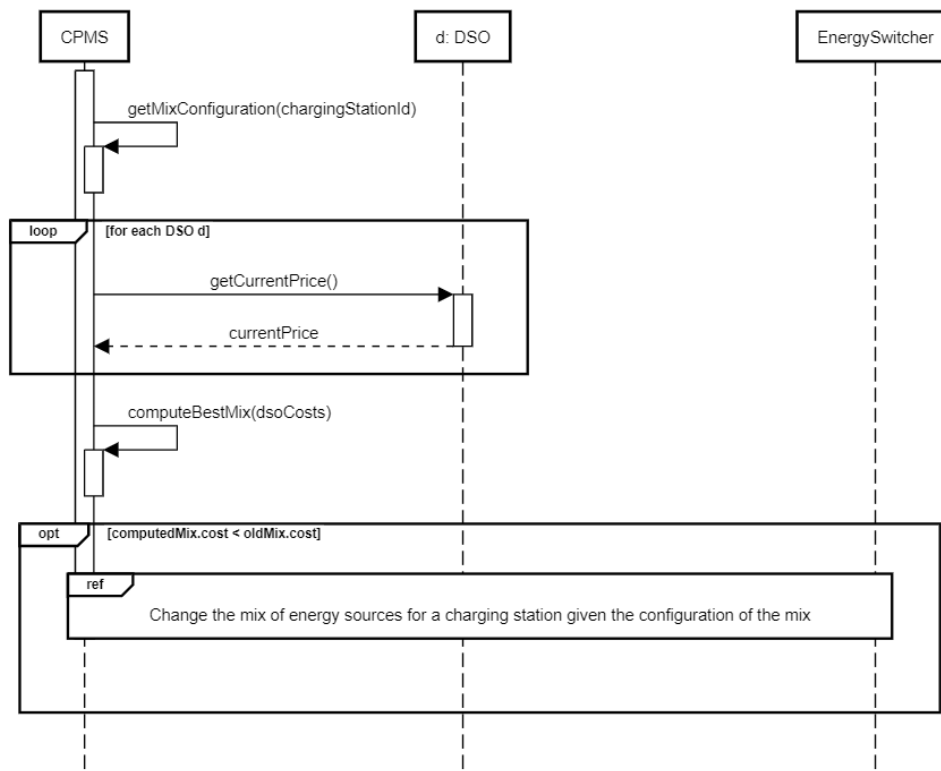 CPMS
d: DSO
EnergySwitcher
getMixConfiguration(chargingStationId)
loop
[for each DSO d]
getCurrentPrice()
currentPrice
computeBestMix(dsoCosts)
opt
[computedMix.cost < oldMix.cost]
ref
Change the mix of energy sources for a charging station given the configuration of the mix